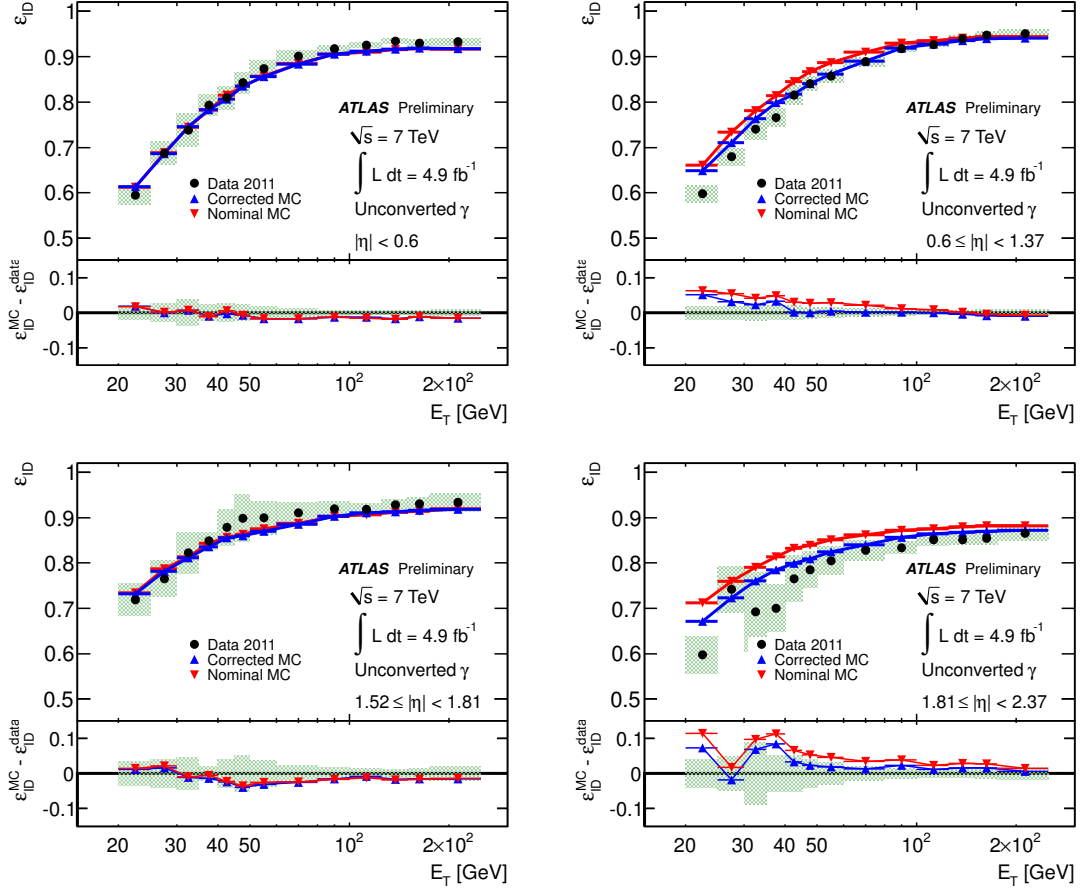 ε_ID
1
0.9
0.8
0.7
0.6
0.5
ATLAS Preliminary
√s = 7 TeV
∫ L dt = 4.9 fb⁻¹
Data 2011
Corrected MC
Nominal MC
Unconverted γ
|η| < 0.6
ε_ID^MC - ε_ID^data
0.1
0
-0.1
20 30 40 50 10² 2×10²
E_T [GeV]
ε_ID
1
0.9
0.8
0.7
0.6
0.5
ATLAS Preliminary
√s = 7 TeV
∫ L dt = 4.9 fb⁻¹
Data 2011
Corrected MC
Nominal MC
Unconverted γ
0.6 ≤ |η| < 1.37
ε_ID^MC - ε_ID^data
0.1
0
-0.1
20 30 40 50 10² 2×10²
E_T [GeV]
ε_ID
1
0.9
0.8
0.7
0.6
0.5
ATLAS Preliminary
√s = 7 TeV
∫ L dt = 4.9 fb⁻¹
Data 2011
Corrected MC
Nominal MC
Unconverted γ
1.52 ≤ |η| < 1.81
ε_ID^MC - ε_ID^data
0.1
0
-0.1
20 30 40 50 10² 2×10²
E_T [GeV]
ε_ID
1
0.9
0.8
0.7
0.6
0.5
ATLAS Preliminary
√s = 7 TeV
∫ L dt = 4.9 fb⁻¹
Data 2011
Corrected MC
Nominal MC
Unconverted γ
1.81 ≤ |η| < 2.37
ε_ID^MC - ε_ID^data
0.1
0
-0.1
20 30 40 50 10² 2×10²
E_T [GeV]